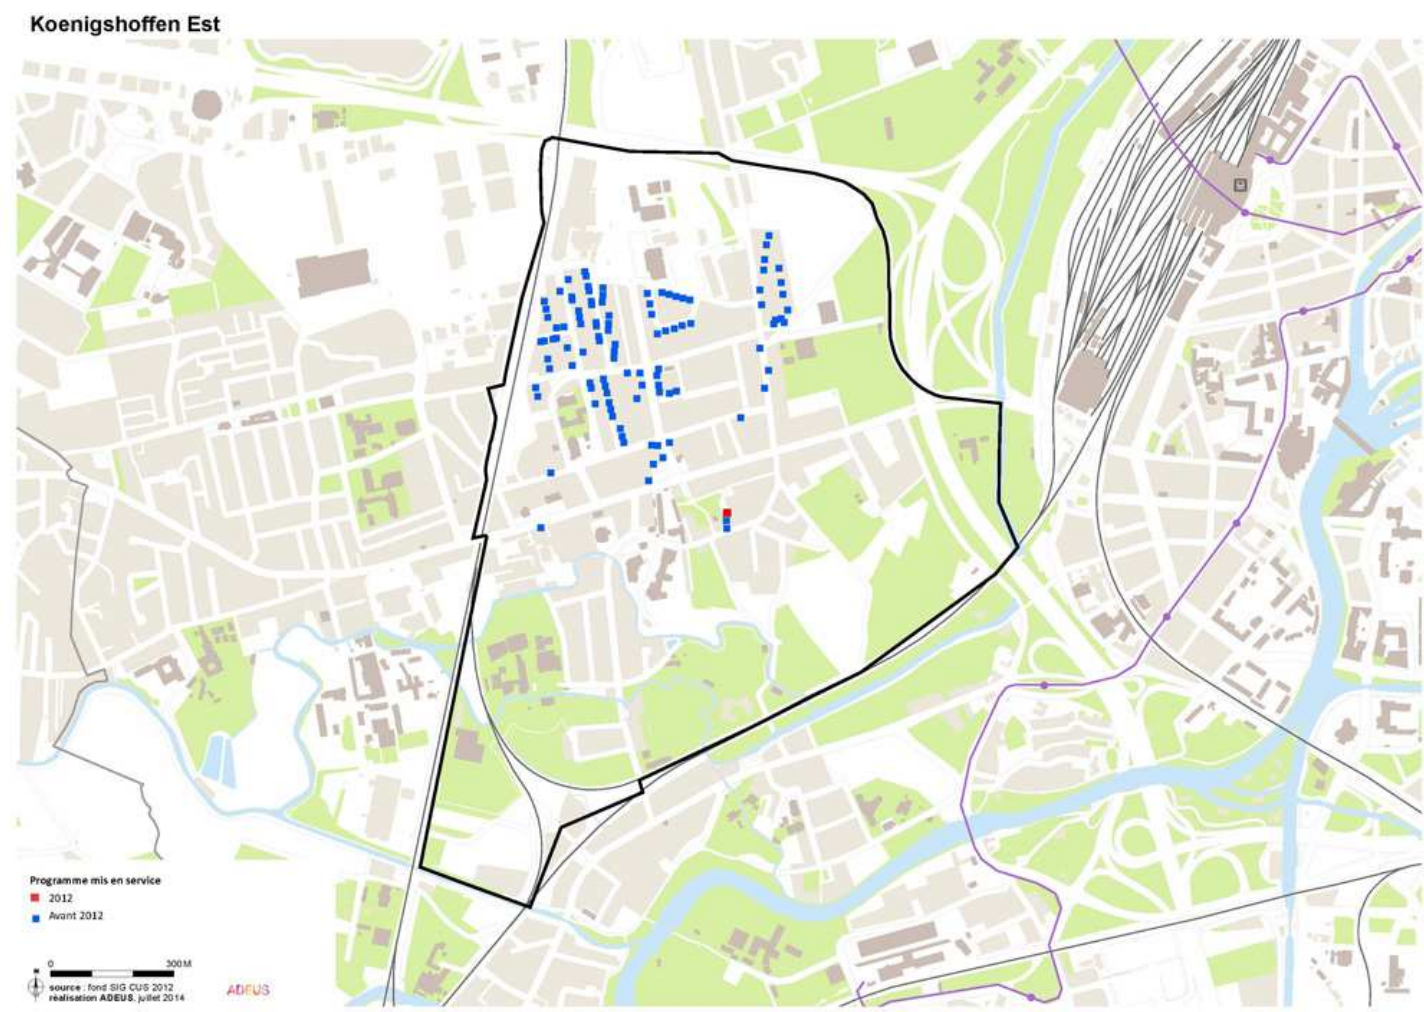 Koenigshoffen Est
Programme mis en service
2012
Avant 2012
0 300 M
N
source : fond SIG CUS 2012
réalisation ADEUS, juillet 2014
ADEUS